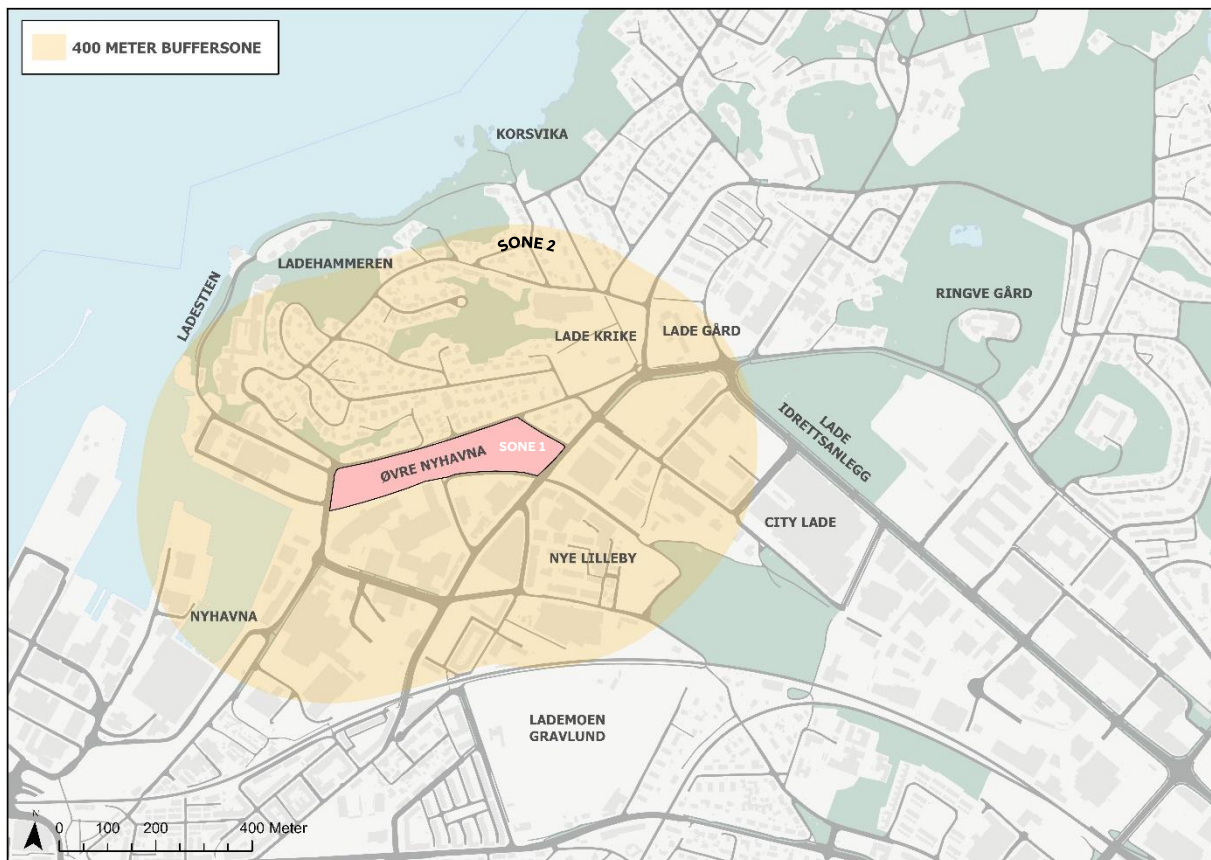 400 METER BUFFERSONE
KORSVIKA
SONE 2
LADEHAMMEREN
LADESTIEN
RINGVE GÅRD
LADE KRIKE
LADE GÅRD
LADE
IDRETTSANLEGG
SONE 1
ØVRE NYHAVNA
CITY LADE
NYE LILLEBY
NYHAVNA
LADEMOEN
GRAVLUND
N
0 100 200 400 Meter